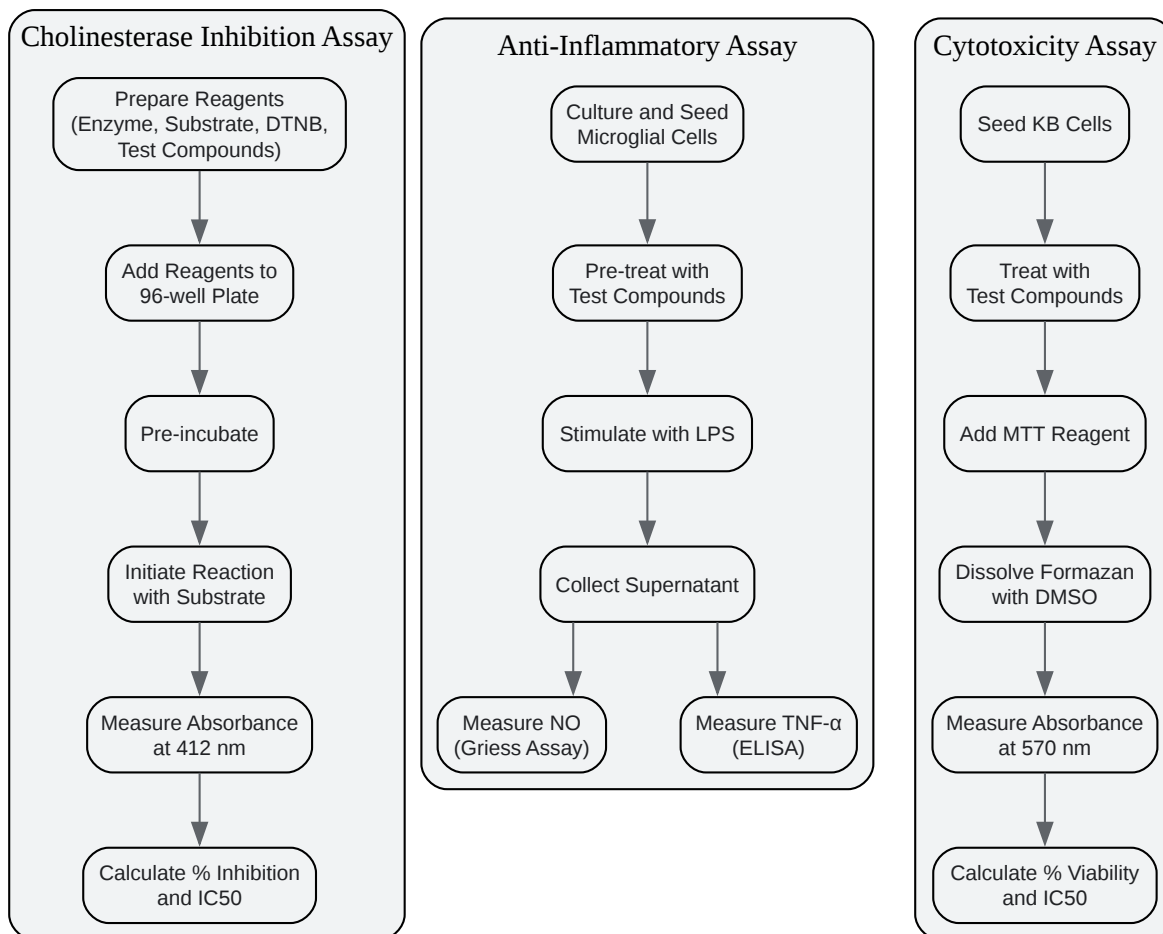 Cholinesterase Inhibition Assay
Prepare Reagents
(Enzyme, Substrate, DTNB,
Test Compounds)
Add Reagents to
96-well Plate
Pre-incubate
Initiate Reaction
with Substrate
Measure Absorbance
at 412 nm
Calculate % Inhibition
and IC50
Anti-Inflammatory Assay
Culture and Seed
Microglial Cells
Pre-treat with
Test Compounds
Stimulate with LPS
Collect Supernatant
Measure NO
(Griess Assay)
Measure TNF-α
(ELISA)
Cytotoxicity Assay
Seed KB Cells
Treat with
Test Compounds
Add MTT Reagent
Dissolve Formazan
with DMSO
Measure Absorbance
at 570 nm
Calculate % Viability
and IC50